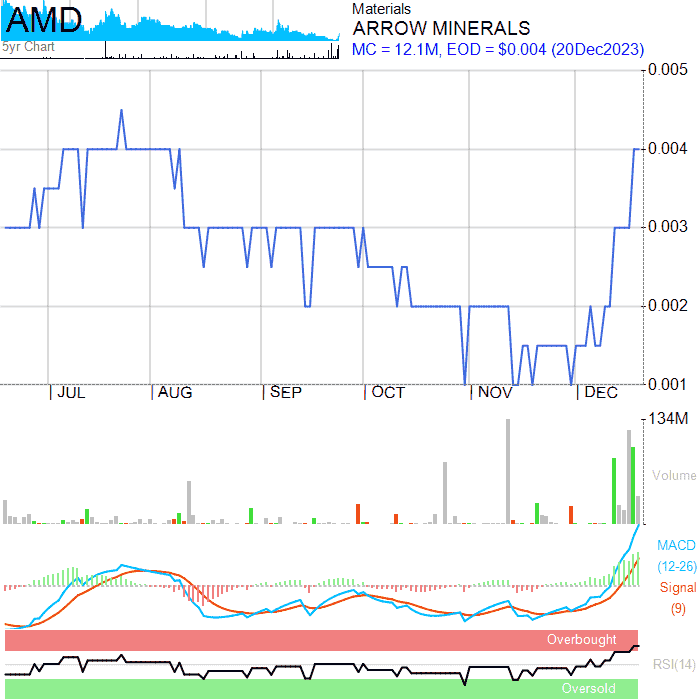 AMD
5yr Chart
Materials
ARROW MINERALS
MC = 12.1M, EOD = $0.004 (20Dec2023)
0.005
0.004
0.003
0.002
0.001
JUL AUG SEP OCT NOV DEC
134M
Volume
MACD
(12-26)
Signal
(9)
Overbought
RSI(14)
Oversold